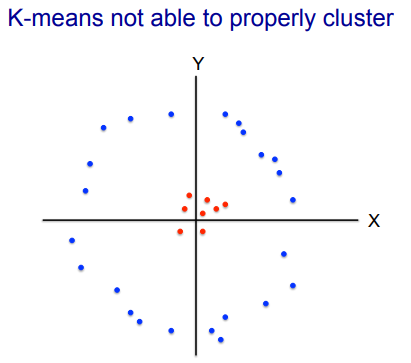 K-means not able to properly cluster
Y
X